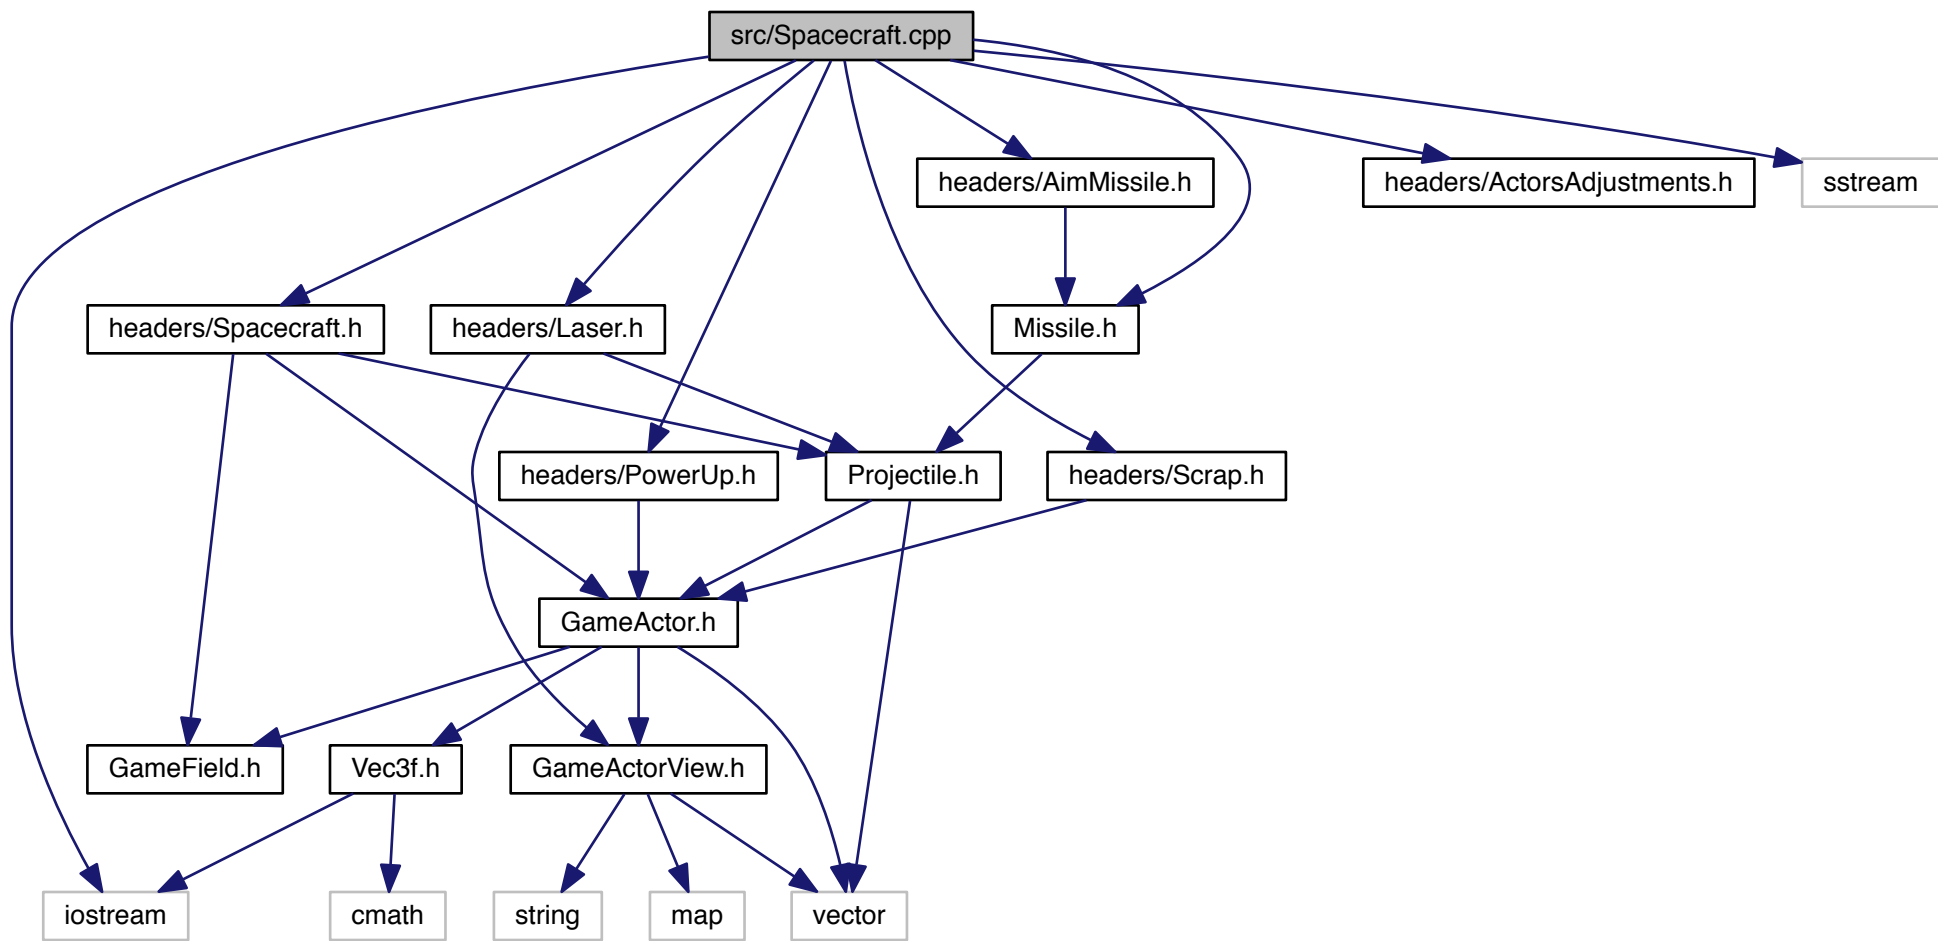 src/Spacecraft.cpp
headers/AimMissile.h
headers/ActorsAdjustments.h
sstream
headers/Spacecraft.h
headers/Laser.h
Missile.h
headers/PowerUp.h
Projectile.h
headers/Scrap.h
GameActor.h
GameField.h
Vec3f.h
GameActorView.h
iostream
cmath
string
map
vector